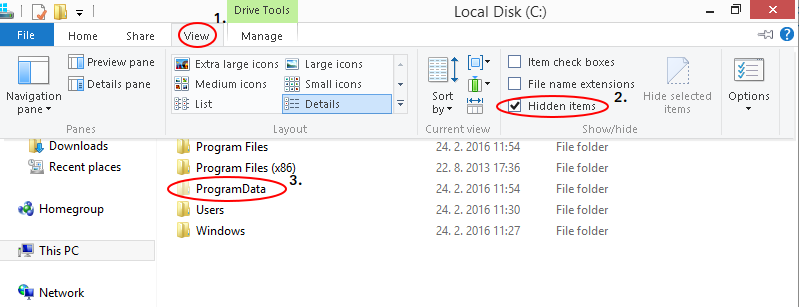 Drive Tools
Local Disk (C:)
1.
File
Home
Share
View
Manage
Navigation pane
Preview pane
Details pane
Panes
Extra large icons
Large icons
Medium icons
Small icons
List
Details
Layout
Sort by
Current view
Item check boxes
File name extensions
Hidden items
2.
Hide selected items
Show/hide
Options
Downloads
Recent places
Homegroup
This PC
Network
Program Files 24. 2. 2016 11:54 File folder
Program Files (x86) 22. 8. 2013 17:36 File folder
ProgramData 3. 24. 2. 2016 11:54 File folder
Users 24. 2. 2016 11:30 File folder
Windows 24. 2. 2016 11:27 File folder